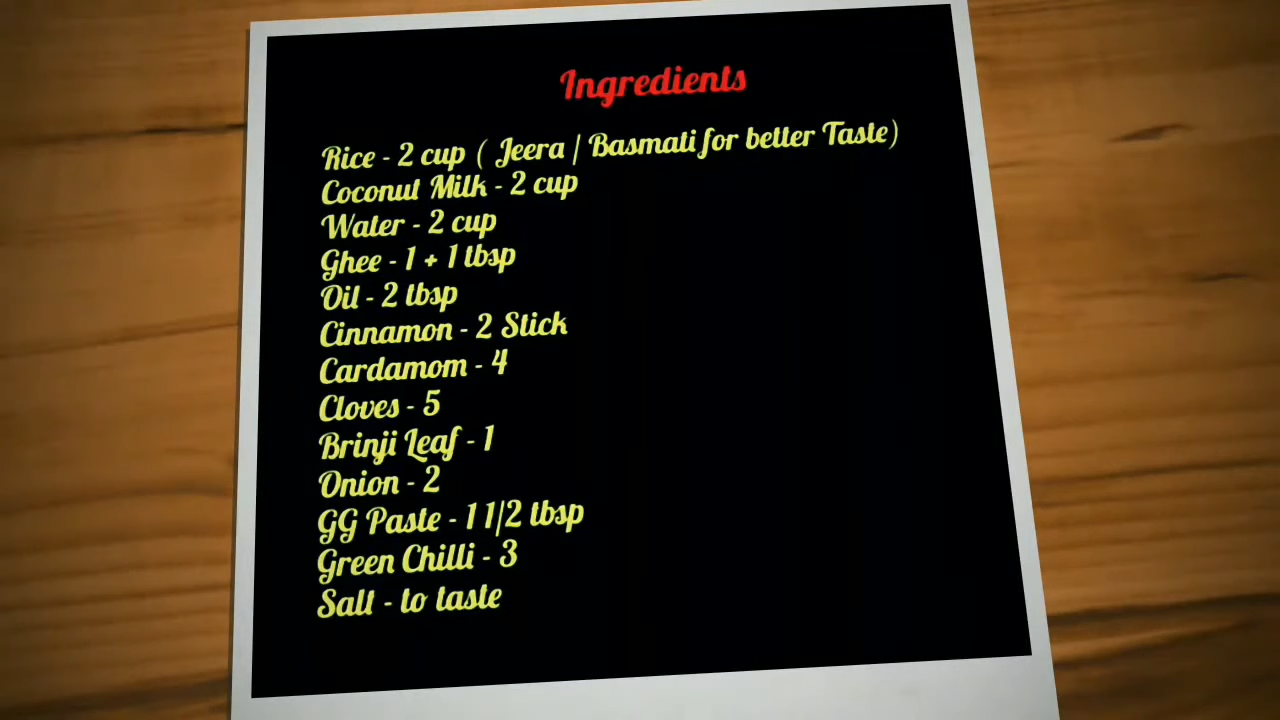 Ingredients
Rice - 2 cup ( Jeera / Basmati for better Taste)
Coconut Milk - 2 cup
Water - 2 cup
Ghee - 1 + 1 tbsp
Oil - 2 tbsp
Cinnamon - 2 Stick
Cardamom - 4
Cloves - 5
Brinji Leaf - 1
Onion - 2
GG Paste - 1 1/2 tbsp
Green Chilli - 3
Salt - to taste